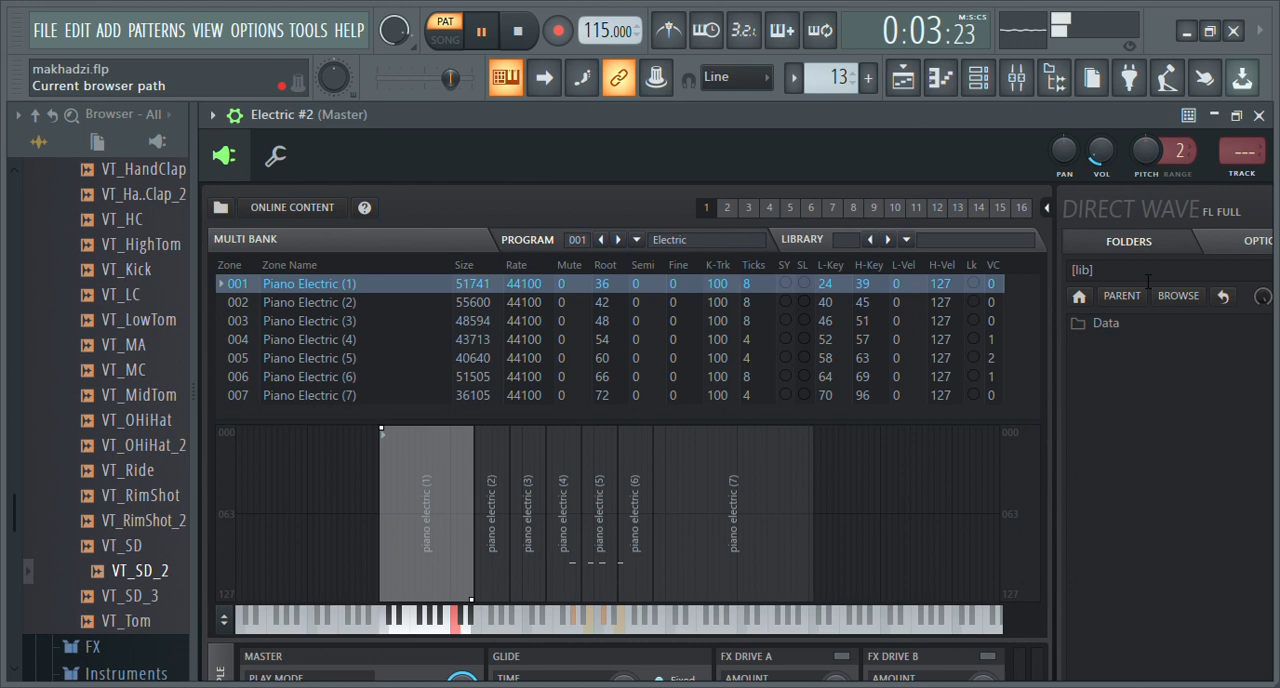 FILE EDIT ADD PATTERNS VIEW OPTIONS TOOLS HELP
PAT
SONG
115.000
3.2.
0:03:23
M:S:CS
makhadzi.flp
Current browser path
Line
13
Browser - All
Electric #2 (Master)
VT_HandClap
VT_Ha..Clap_2
VT_HC
VT_HighTom
VT_Kick
VT_LC
VT_LowTom
VT_MA
VT_MC
VT_MidTom
VT_OHiHat
VT_OHiHat_2
VT_Ride
VT_RimShot
VT_RimShot_2
VT_SD
VT_SD_2
VT_SD_3
VT_Tom
FX
Instruments
PAN
VOL
PITCH RANGE
2
---
TRACK
ONLINE CONTENT
?
1 2 3 4 5 6 7 8 9 10 11 12 13 14 15 16
DIRECT WAVE FL FULL
MULTI BANK
PROGRAM 001 Electric
LIBRARY
Zone Zone Name Size Rate Mute Root Semi Fine K-Trk Ticks SY SL L-Key H-Key L-Vel H-Vel Lk VC
001 Piano Electric (1) 51741 44100 0 36 0 0 100 8 24 39 0 127 0
002 Piano Electric (2) 55600 44100 0 42 0 0 100 8 40 45 0 127 0
003 Piano Electric (3) 48594 44100 0 48 0 0 100 8 46 51 0 127 0
004 Piano Electric (4) 43713 44100 0 54 0 0 100 4 52 57 0 127 1
005 Piano Electric (5) 40640 44100 0 60 0 0 100 4 58 63 0 127 2
006 Piano Electric (6) 51505 44100 0 66 0 0 100 8 64 69 0 127 1
007 Piano Electric (7) 36105 44100 0 72 0 0 100 4 70 96 0 127 0
000
063
127
piano electric (1)
piano electric (2)
piano electric (3)
piano electric (4)
piano electric (5)
piano electric (6)
piano electric (7)
000
063
127
FOLDERS
OPTIC
[lib]
PARENT
BROWSE
Data
MASTER
PLAY MODE
GLIDE
TIME
Fixed
FX DRIVE A
AMOUNT
FX DRIVE B
AMOUNT